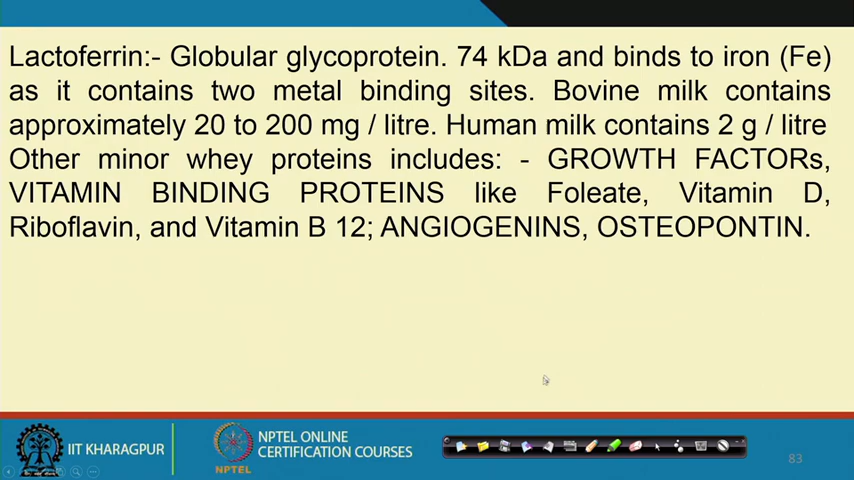 Lactoferrin:- Globular glycoprotein. 74 kDa and binds to iron (Fe)
as it contains two metal binding sites. Bovine milk contains
approximately 20 to 200 mg / litre. Human milk contains 2 g / litre
Other minor whey proteins includes: - GROWTH FACTORs,
VITAMIN BINDING PROTEINS like Foleate, Vitamin D,
Riboflavin, and Vitamin B 12; ANGIOGENINS, OSTEOPONTIN.
IIT KHARAGPUR
NPTEL
NPTEL ONLINE
CERTIFICATION COURSES
83